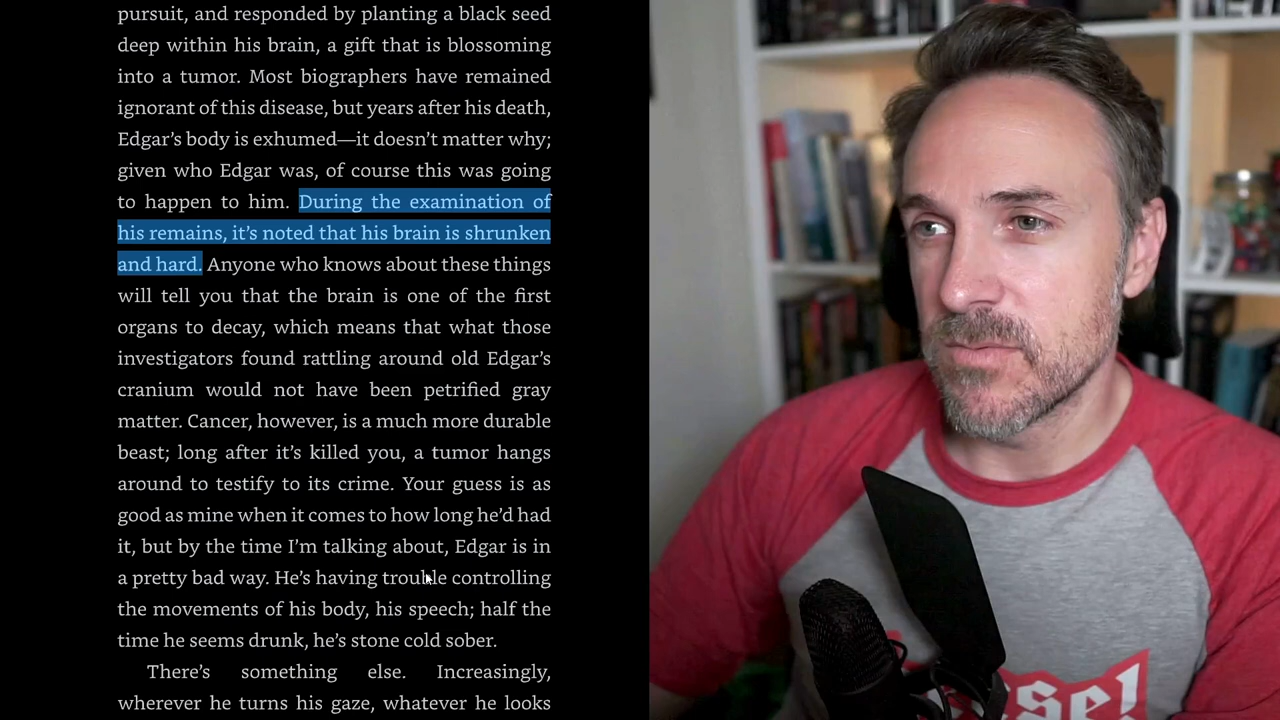 pursuit, and responded by planting a black seed
deep within his brain, a gift that is blossoming
into a tumor. Most biographers have remained
ignorant of this disease, but years after his death,
Edgar’s body is exhumed—it doesn’t matter why;
given who Edgar was, of course this was going
to happen to him. During the examination of
his remains, it’s noted that his brain is shrunken
and hard. Anyone who knows about these things
will tell you that the brain is one of the first
organs to decay, which means that what those
investigators found rattling around old Edgar’s
cranium would not have been petrified gray
matter. Cancer, however, is a much more durable
beast; long after it’s killed you, a tumor hangs
around to testify to its crime. Your guess is as
good as mine when it comes to how long he’d had
it, but by the time I’m talking about, Edgar is in
a pretty bad way. He’s having trouble controlling
the movements of his body, his speech; half the
time he seems drunk, he’s stone cold sober.
There’s something else. Increasingly,
wherever he turns his gaze, whatever he looks